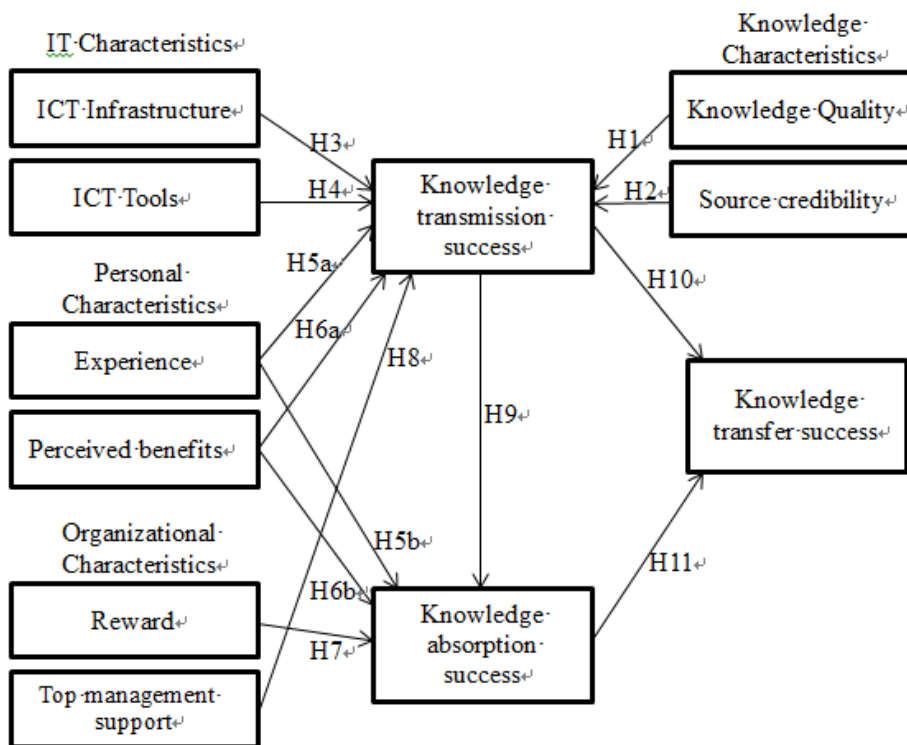 IT Characteristics
ICT Infrastructure
ICT Tools
Personal
Characteristics
Experience
Perceived benefits
Organizational
Characteristics
Reward
Top management
support
H3
H4
H5a
H6a
H8
H5b
H6b
H7
Knowledge
transmission
success
H9
Knowledge
absorption
success
Knowledge
Characteristics
Knowledge Quality
Source credibility
H1
H2
H10
Knowledge
transfer success
H11